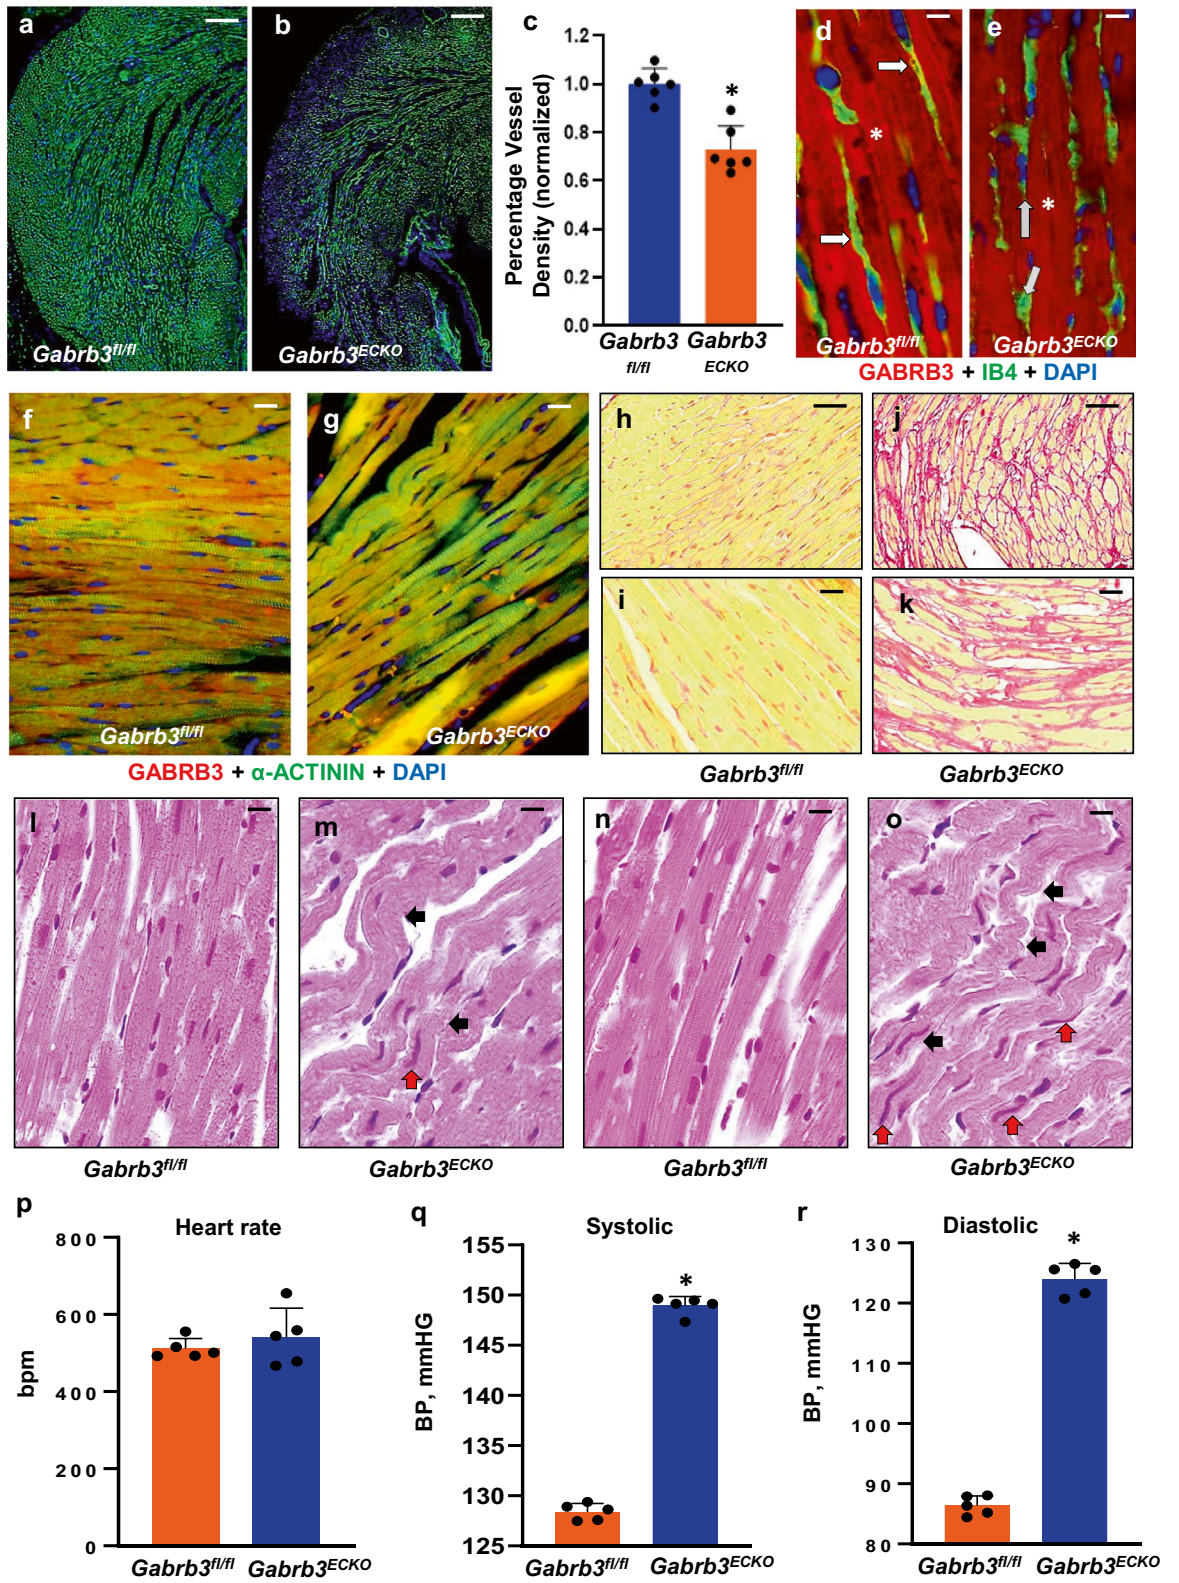 a
b
c
d
e
Percentage Vessel
Density (normalized)
1.2
1.0
0.8
0.6
0.4
0.2
0.0
*
Gabrb3
fl/fl
Gabrb3
ECKO
Gabrb3fl/fl
Gabrb3ECKO
*
*
Gabrb3fl/fl
Gabrb3ECKO
GABRB3 + IB4 + DAPI
f
g
h
j
i
k
Gabrb3fl/fl
Gabrb3ECKO
GABRB3 + α-ACTININ + DAPI
Gabrb3fl/fl
Gabrb3ECKO
l
m
n
o
Gabrb3fl/fl
Gabrb3ECKO
Gabrb3fl/fl
Gabrb3ECKO
p
Heart rate
bpm
800
600
400
200
0
Gabrb3fl/fl
Gabrb3ECKO
q
Systolic
BP, mmHG
155
150
145
140
135
130
125
*
Gabrb3fl/fl
Gabrb3ECKO
r
Diastolic
BP, mmHG
130
120
110
100
90
80
*
Gabrb3fl/fl
Gabrb3ECKO